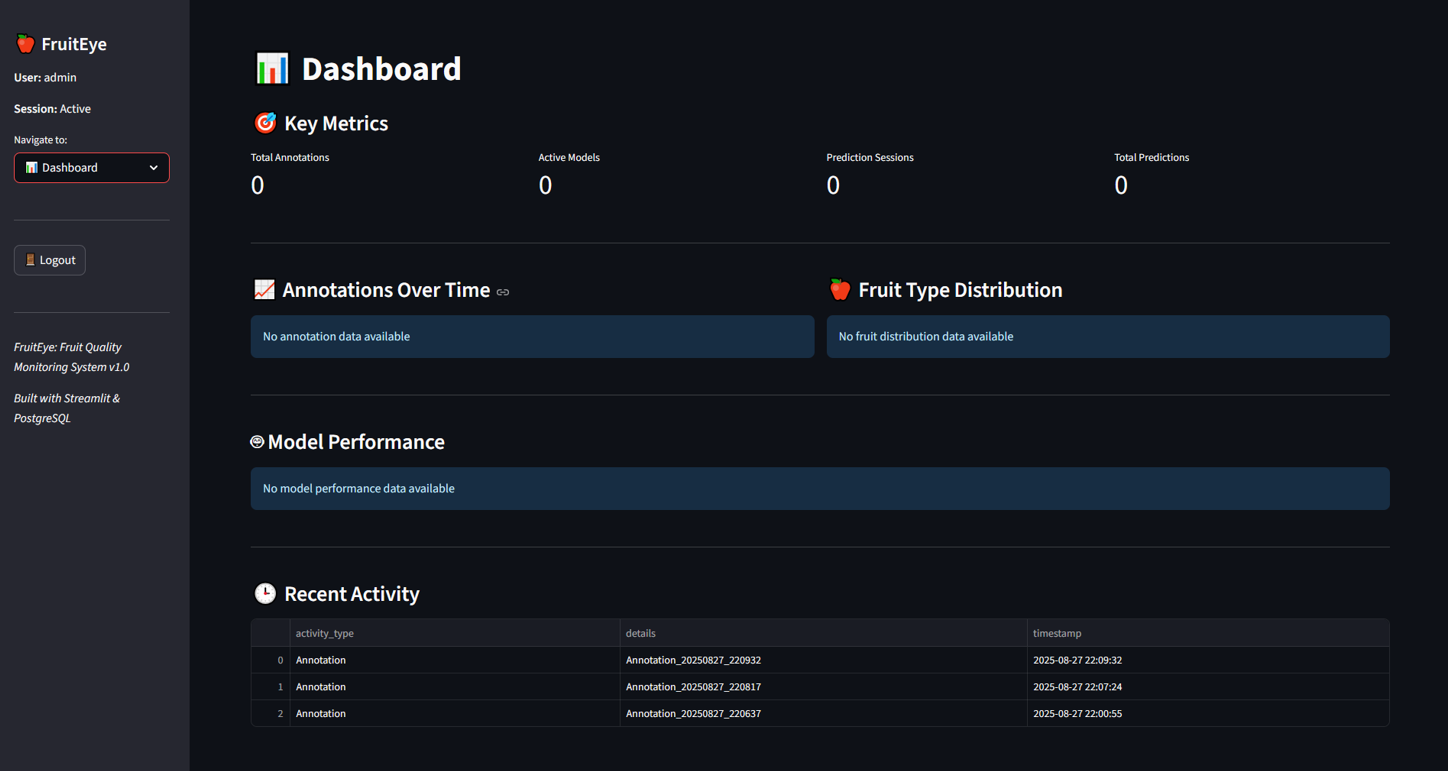 FruitEye
User: admin
Session: Active
Navigate to:
Dashboard
Logout
FruitEye: Fruit Quality
Monitoring System v1.0
Built with Streamlit &
PostgreSQL
Dashboard
Key Metrics
Total Annotations Active Models Prediction Sessions Total Predictions
0 0 0 0
Annotations Over Time Fruit Type Distribution
No annotation data available No fruit distribution data available
Model Performance
No model performance data available
Recent Activity
activity_type details timestamp
0 Annotation Annotation_20250827_220932 2025-08-27 22:09:32
1 Annotation Annotation_20250827_220817 2025-08-27 22:07:24
2 Annotation Annotation_20250827_220637 2025-08-27 22:00:55